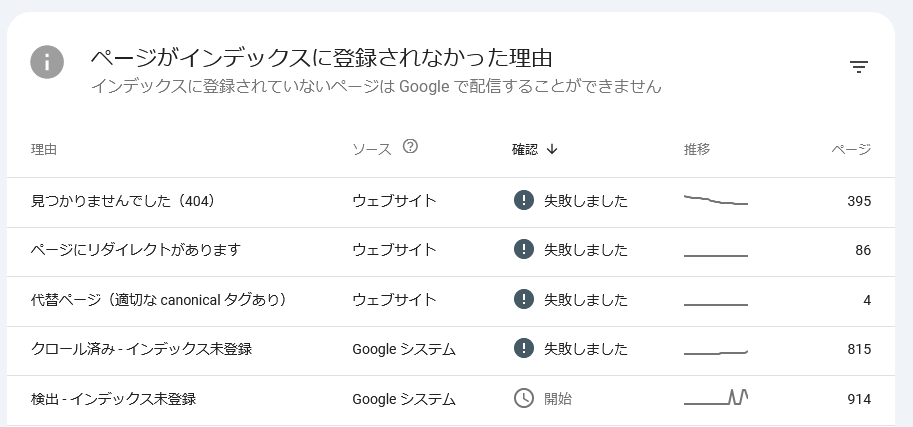 ページがインデックスに登録されなかった理由
インデックスに登録されていないページは Google で配信することができません
理由 ソース 確認 推移 ページ
見つかりませんでした（404） ウェブサイト 失敗しました 395
ページにリダイレクトがあります ウェブサイト 失敗しました 86
代替ページ（適切な canonical タグあり） ウェブサイト 失敗しました 4
クロール済み - インデックス未登録 Google システム 失敗しました 815
検出 - インデックス未登録 Google システム 開始 914